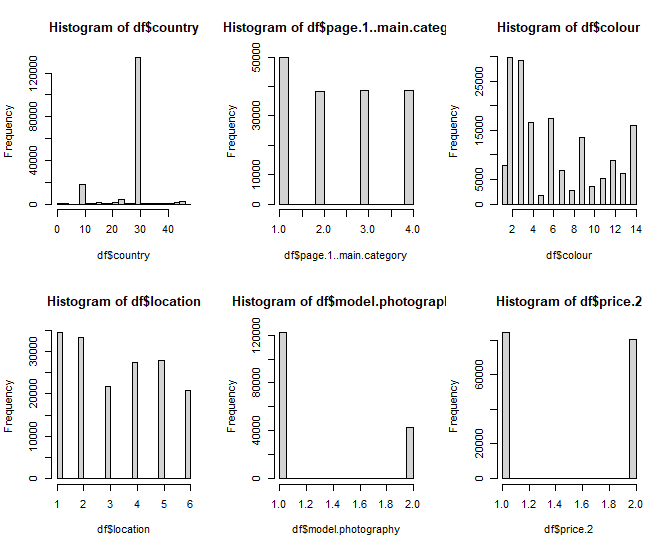 Histogram of df$country
Frequency
0 40000 80000 120000
0 10 20 30 40
df$country
Histogram of df$page.1..main.categ
Frequency
0 10000 30000 50000
1.0 2.0 3.0 4.0
df$page.1..main.category
Histogram of df$colour
Frequency
0 5000 15000 25000
2 4 6 8 10 12 14
df$colour
Histogram of df$location
Frequency
0 10000 20000 30000
1 2 3 4 5 6
df$location
Histogram of df$model.photograph
Frequency
0 40000 80000 120000
1.0 1.2 1.4 1.6 1.8 2.0
df$model.photography
Histogram of df$price.2
Frequency
0 20000 60000
1.0 1.2 1.4 1.6 1.8 2.0
df$price.2